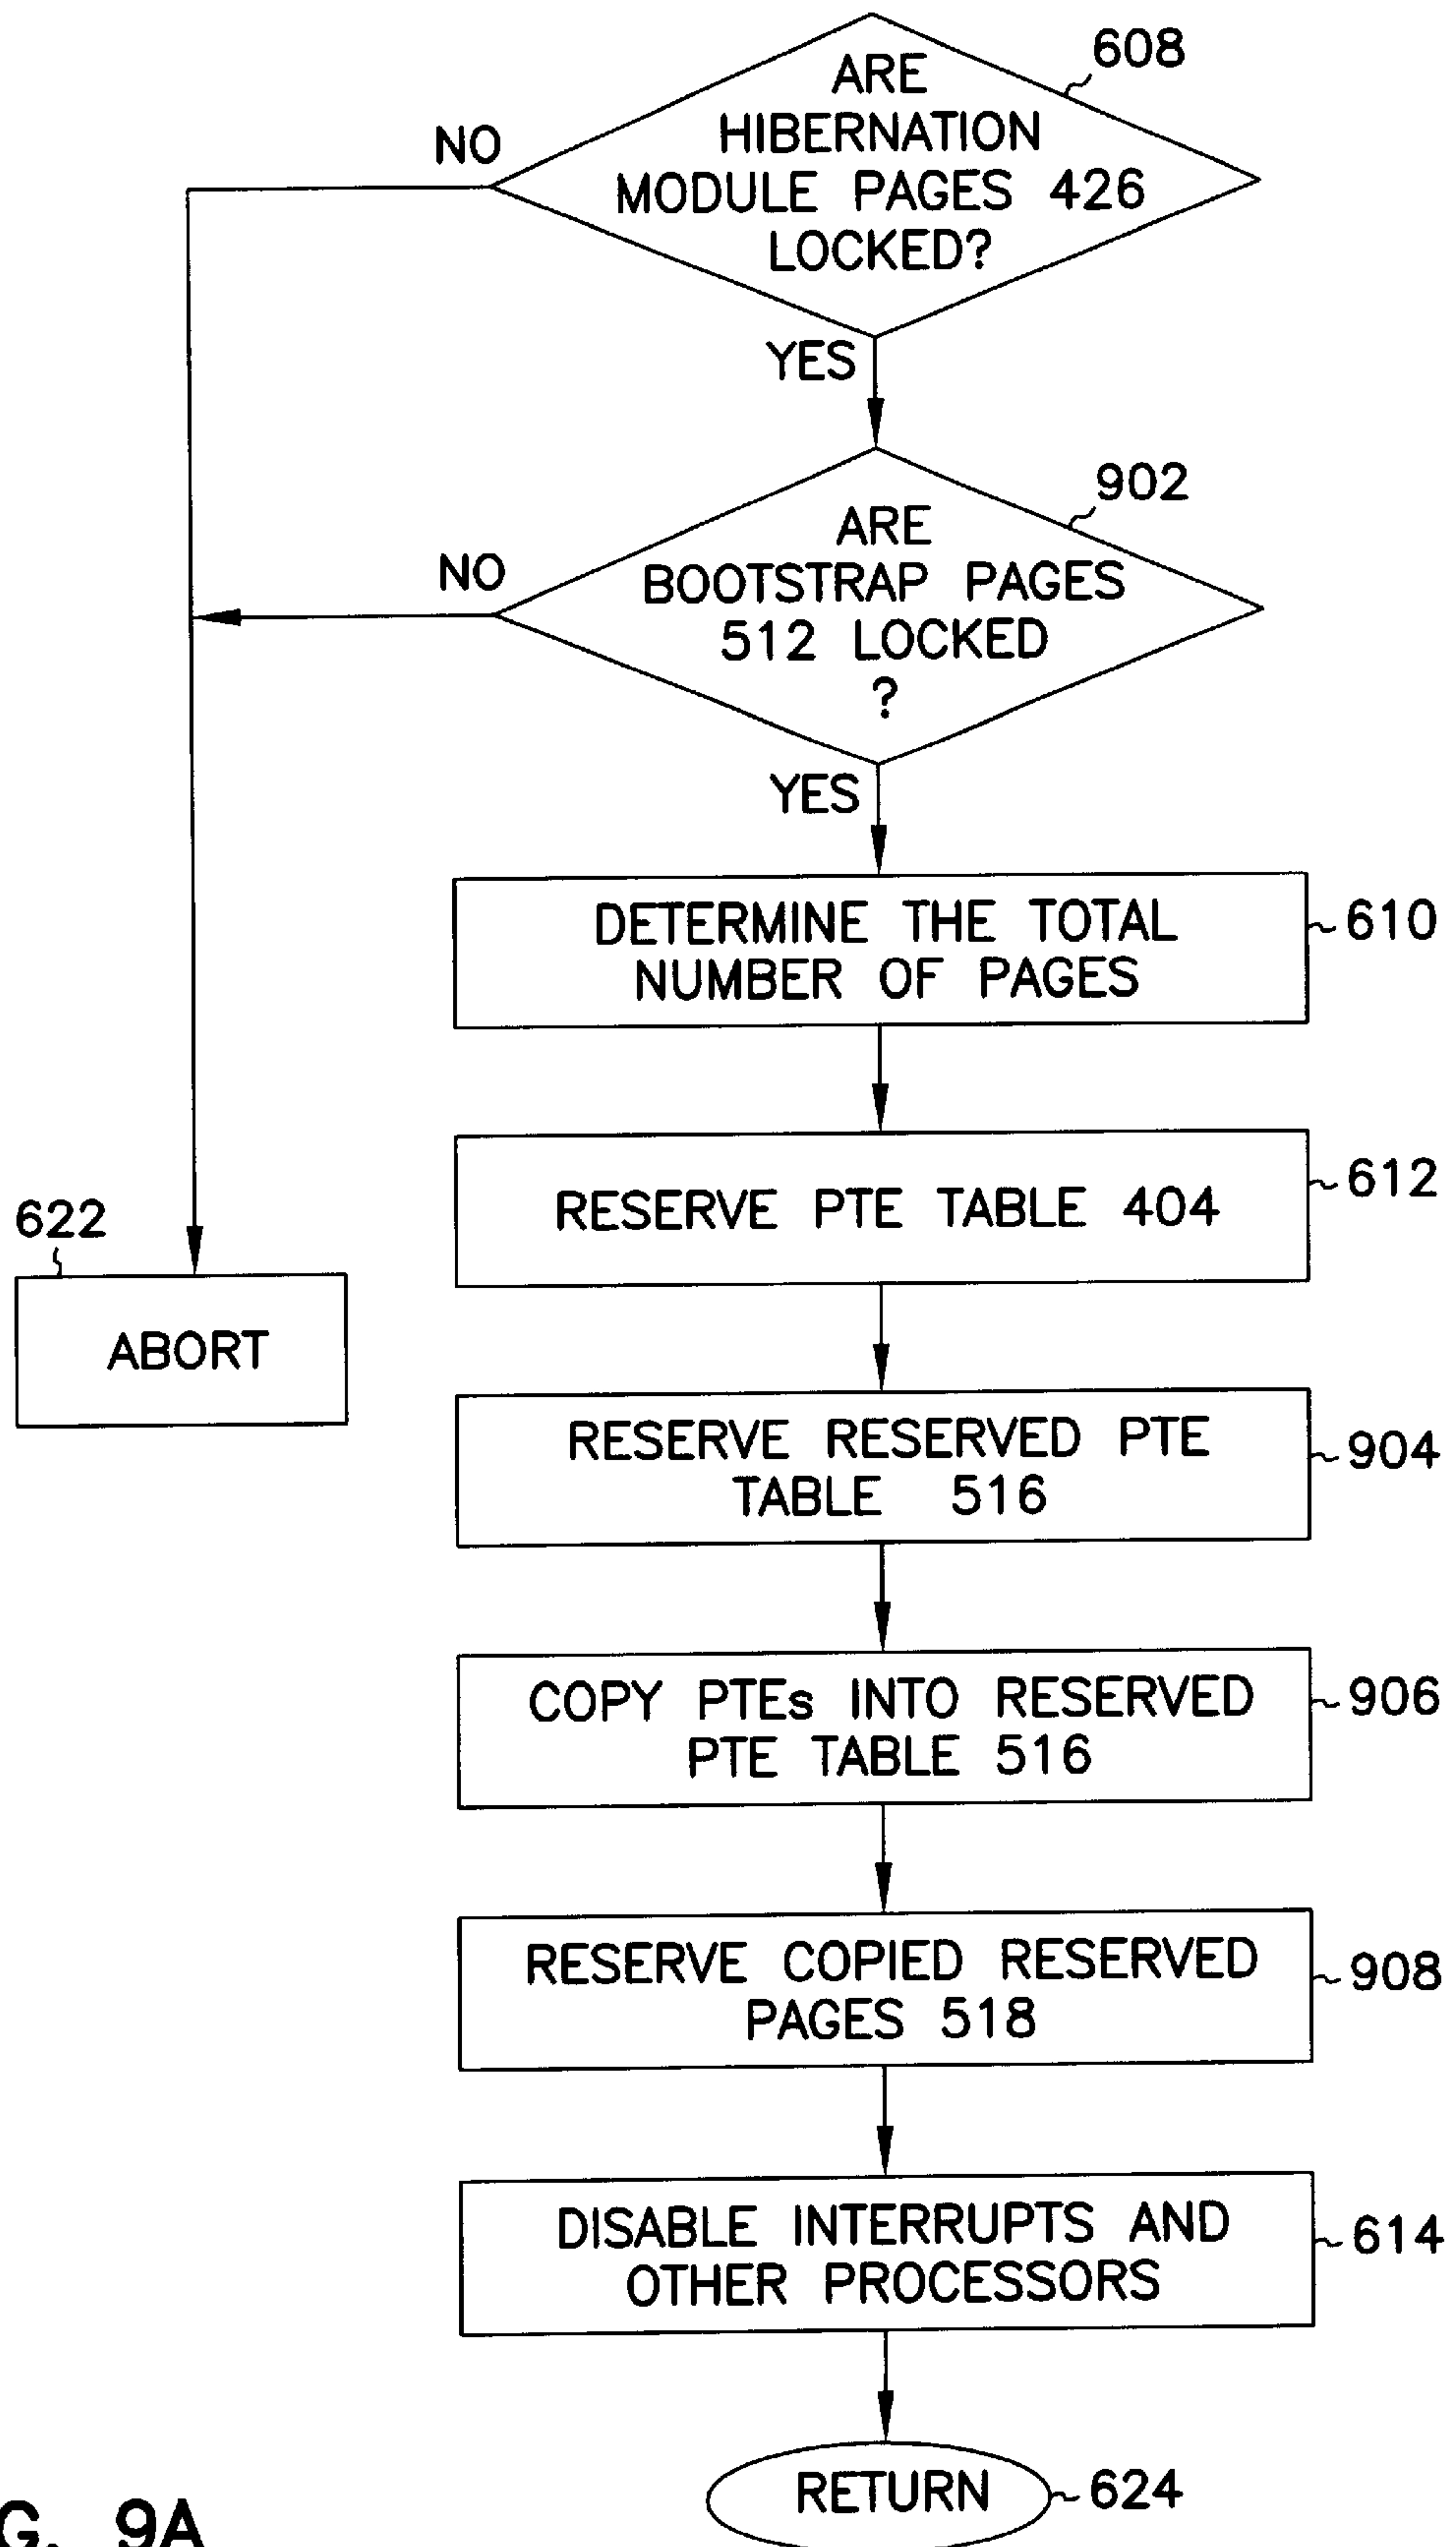 608
ARE
HIBERNATION
MODULE PAGES 426
LOCKED?
NO
YES
902
ARE
BOOTSTRAP PAGES
512 LOCKED
?
NO
YES
DETERMINE THE TOTAL
NUMBER OF PAGES
610
RESERVE PTE TABLE 404
612
622
ABORT
RESERVE RESERVED PTE
TABLE 516
904
COPY PTEs INTO RESERVED
PTE TABLE 516
906
RESERVE COPIED RESERVED
PAGES 518
908
DISABLE INTERRUPTS AND
OTHER PROCESSORS
614
RETURN
624
G. 9A